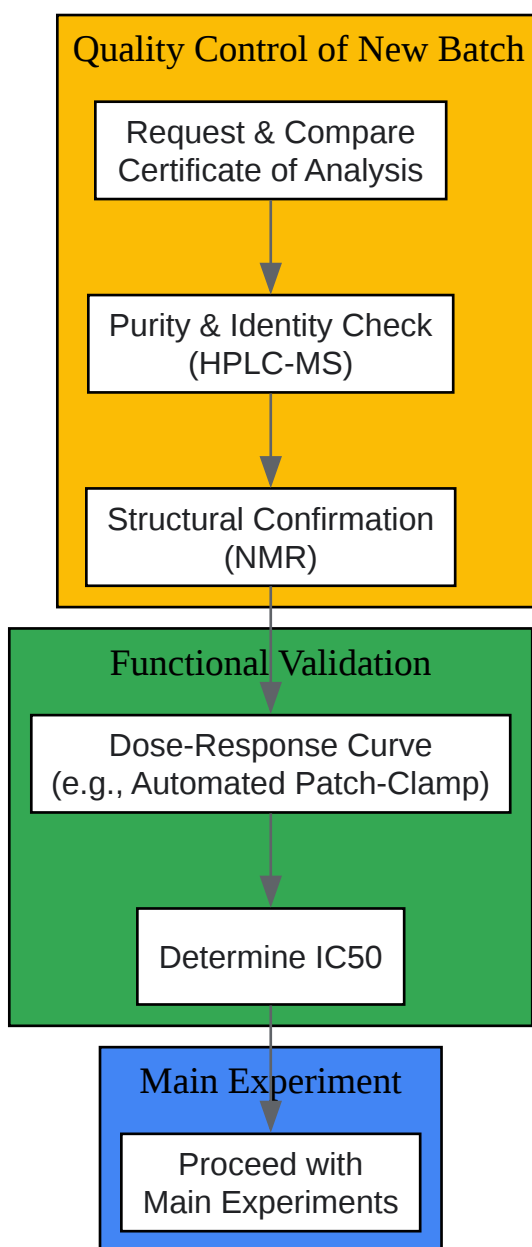 Quality Control of New Batch
Request & Compare
Certificate of Analysis
Purity & Identity Check
(HPLC-MS)
Structural Confirmation
(NMR)
Functional Validation
Dose-Response Curve
(e.g., Automated Patch-Clamp)
Determine IC50
Main Experiment
Proceed with
Main Experiments